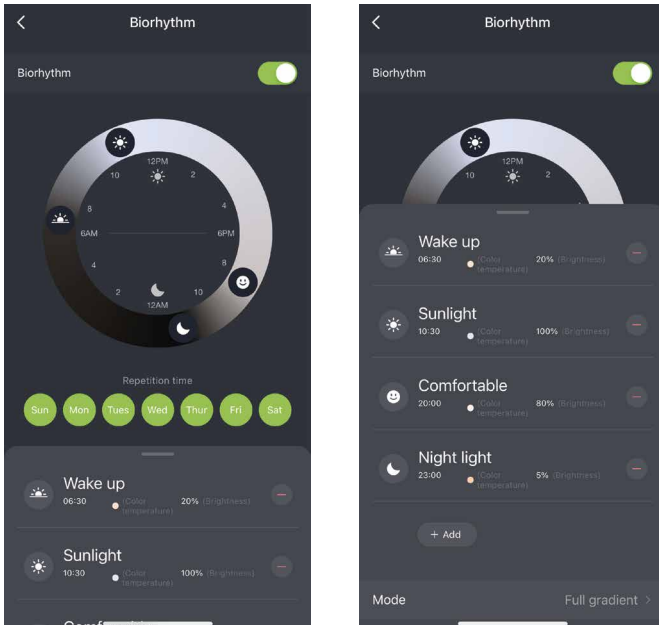 Biorhythm
Biorhythm
12PM
10
2
8
4
6AM
6PM
4
8
2
10
12AM
Repetition time
Sun Mon Tues Wed Thur Fri Sat
Wake up
06:30 (Color temperature) 20% (Brightness)
Sunlight
10:30 (Color temperature) 100% (Brightness)
Biorhythm
Biorhythm
12PM
10
2
Wake up
06:30 (Color temperature) 20% (Brightness)
Sunlight
10:30 (Color temperature) 100% (Brightness)
Comfortable
20:00 (Color temperature) 80% (Brightness)
Night light
23:00 (Color temperature) 5% (Brightness)
+ Add
Mode Full gradient >